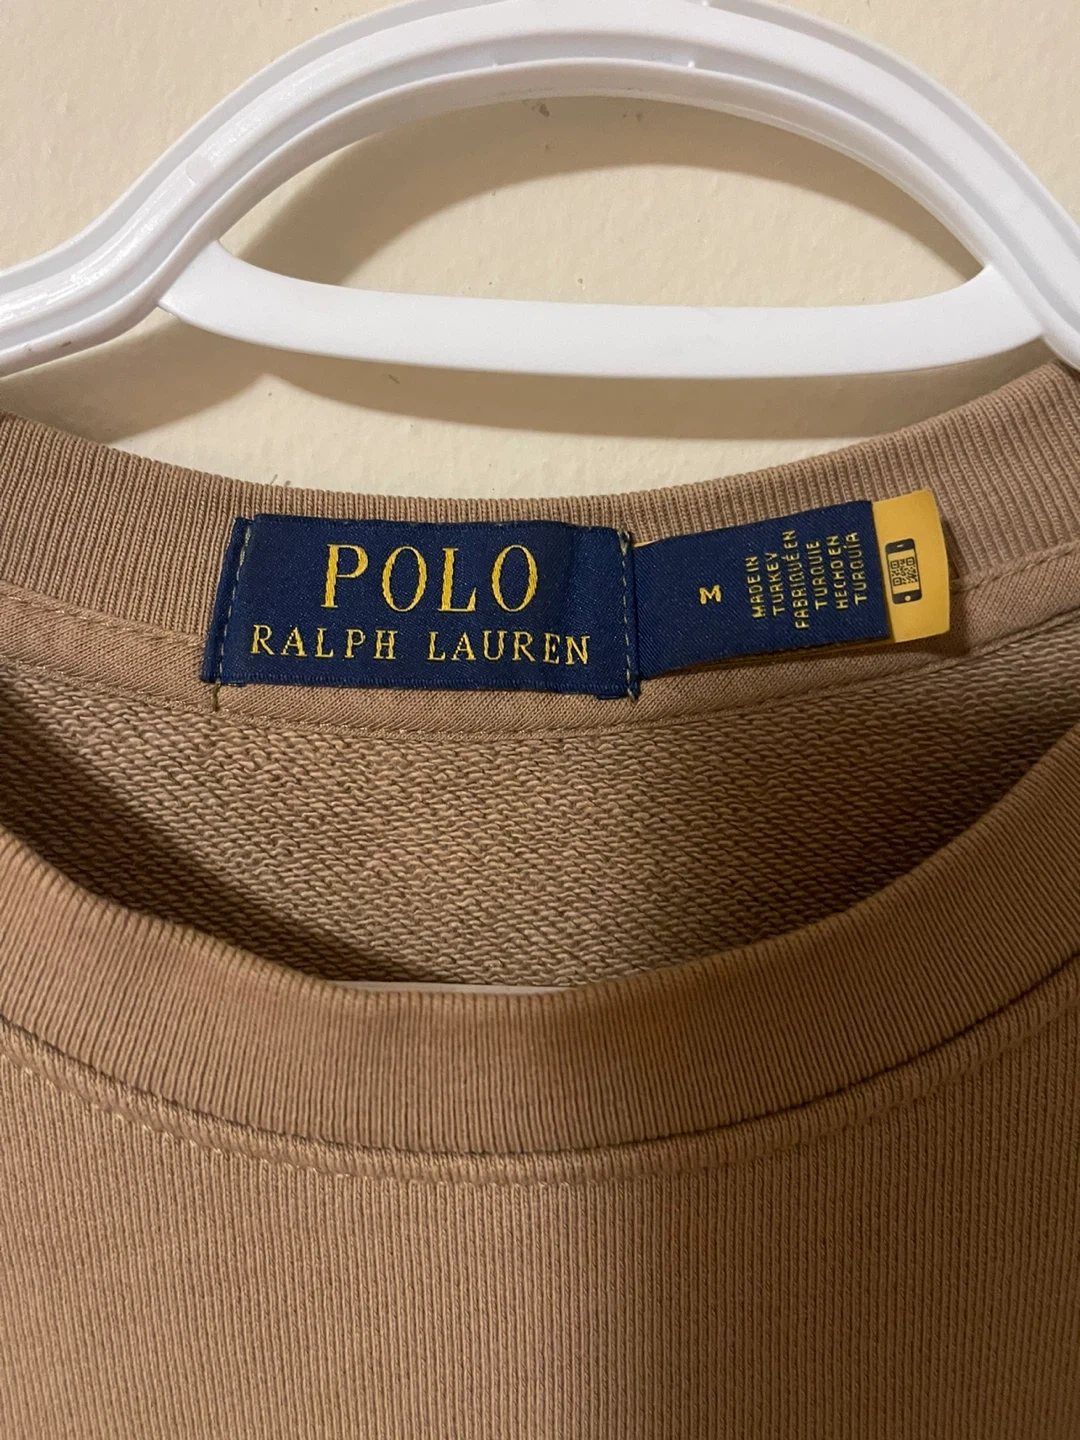 POLO
RALPH LAUREN
M
MADE IN
TURKEY
FABRIQUÉ EN
TURQUIE
HECHO EN
TURQUÍA